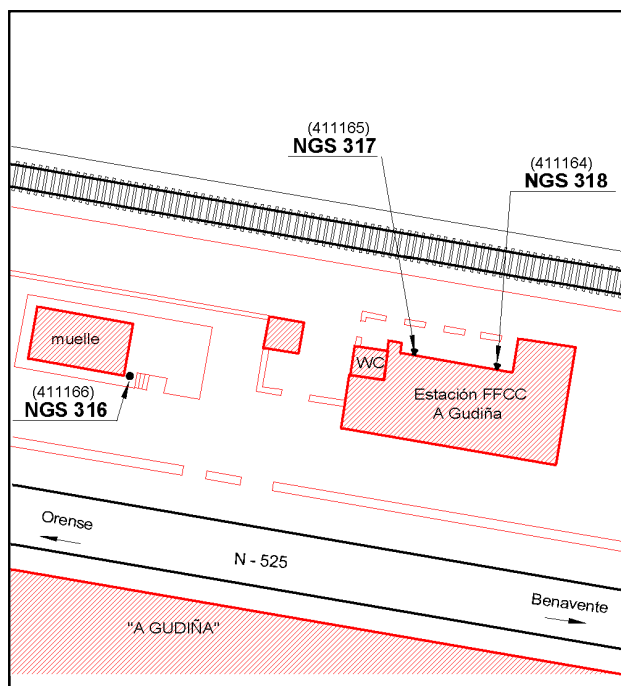 (411165)
NGS 317
(411164)
NGS 318
muelle
(411166)
NGS 316
WC
Estación FFCC
A Gudiña
Orense
N - 525
Benavente
"A GUDIÑA"